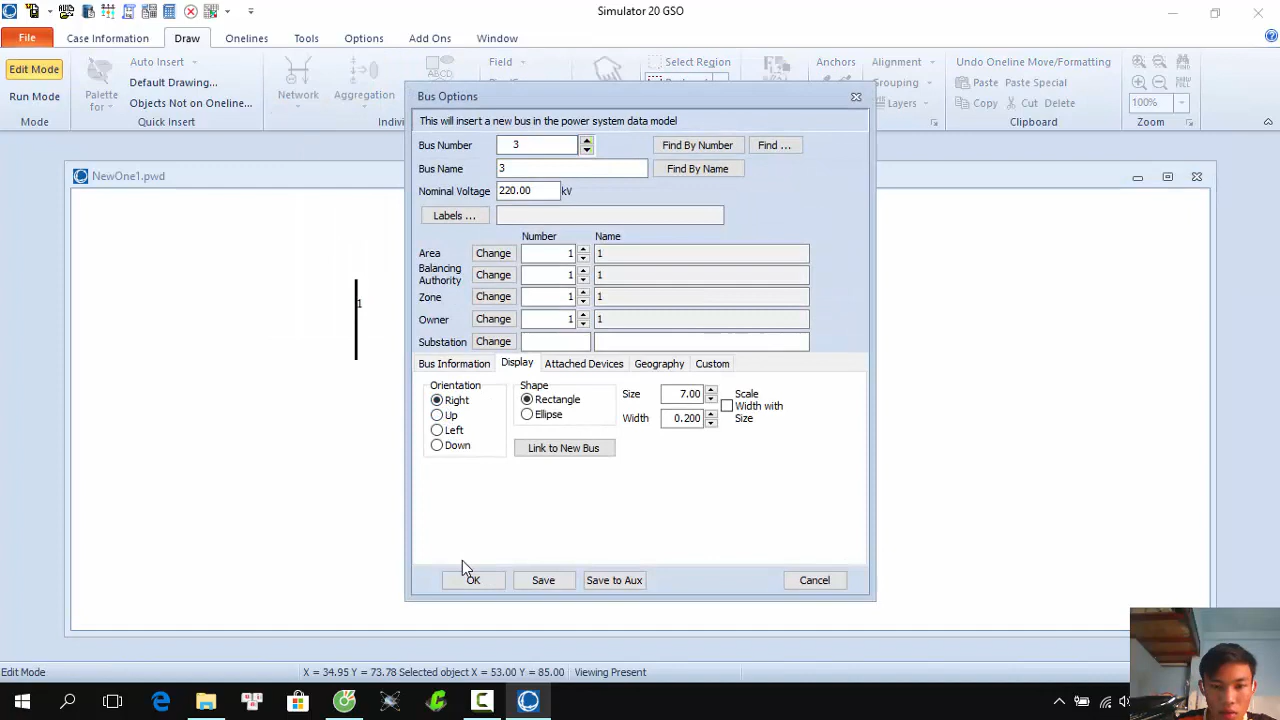 Simulator 20 GSO
File Case Information Draw Onelines Tools Options Add Ons Window
Edit Mode
Run Mode
Mode
Palette for
Auto Insert
Default Drawing...
Objects Not on Oneline...
Quick Insert
Network
Aggregation
ABCD
Field
Select Region
Anchors
Alignment
Grouping
Layers
Undo Oneline Move/Formatting
Paste Paste Special
Copy Cut Delete
Clipboard
100%
Zoom
NewOne1.pwd
1
Bus Options
This will insert a new bus in the power system data model
Bus Number 3 Find By Number Find ...
Bus Name 3 Find By Name
Nominal Voltage 220.00 kV
Labels ...
Number Name
Area Change 1 1
Balancing Authority Change 1 1
Zone Change 1 1
Owner Change 1 1
Substation Change
Bus Information Display Attached Devices Geography Custom
Orientation
Right
Up
Left
Down
Shape
Rectangle
Ellipse
Link to New Bus
Size 7.00
Width 0.200
Scale
Width with
Size
OK Save Save to Aux Cancel
Edit Mode X = 34.95 Y = 73.78 Selected object X = 53.00 Y = 85.00 Viewing Present